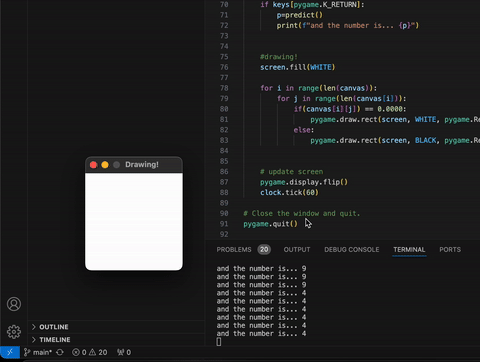 70 if keys[pygame.K_RETURN]:
71 p=predict()
72 print(f"and the number is... {p}")
73
74
75 #drawing!
76 screen.fill(WHITE)
77
78 for i in range(len(canvas)):
79 for j in range(len(canvas[i])):
80 if(canvas[i][j]) == 0.0000:
81 pygame.draw.rect(screen, WHITE, pygame.Re
82 else:
83 pygame.draw.rect(screen, BLACK, pygame.Re
84
85
86 # update screen
87 pygame.display.flip()
88 clock.tick(60)
89
90 # Close the window and quit.
91 pygame.quit()
92
Drawing!
PROBLEMS 20 OUTPUT DEBUG CONSOLE TERMINAL PORTS
and the number is... 9
and the number is... 9
and the number is... 9
and the number is... 4
and the number is... 4
and the number is... 4
and the number is... 4
and the number is... 4
and the number is... 4
OUTLINE
TIMELINE
main* 0 20 0